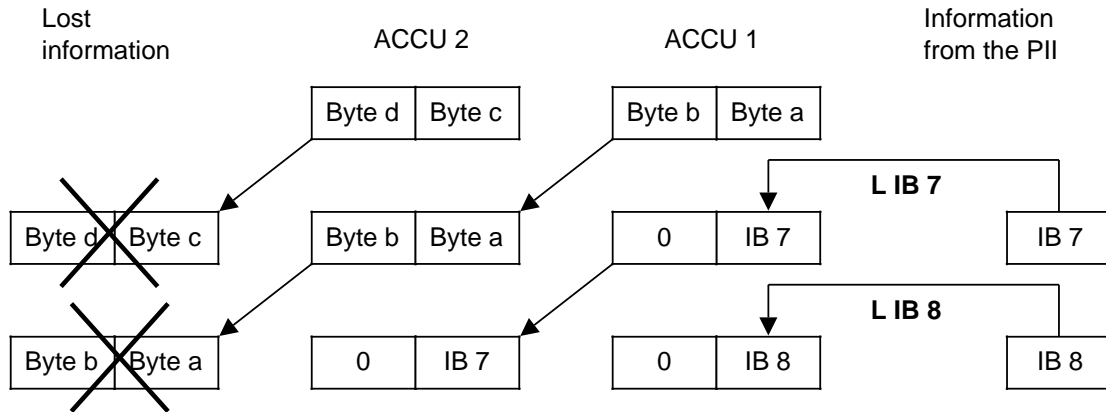 Lost
information
ACCU 2
ACCU 1
Information
from the PII
Byte d Byte c
Byte b Byte a
L IB 7
Byte d Byte c
Byte b Byte a
0 IB 7
IB 7
L IB 8
Byte b Byte a
0 IB 7
0 IB 8
IB 8